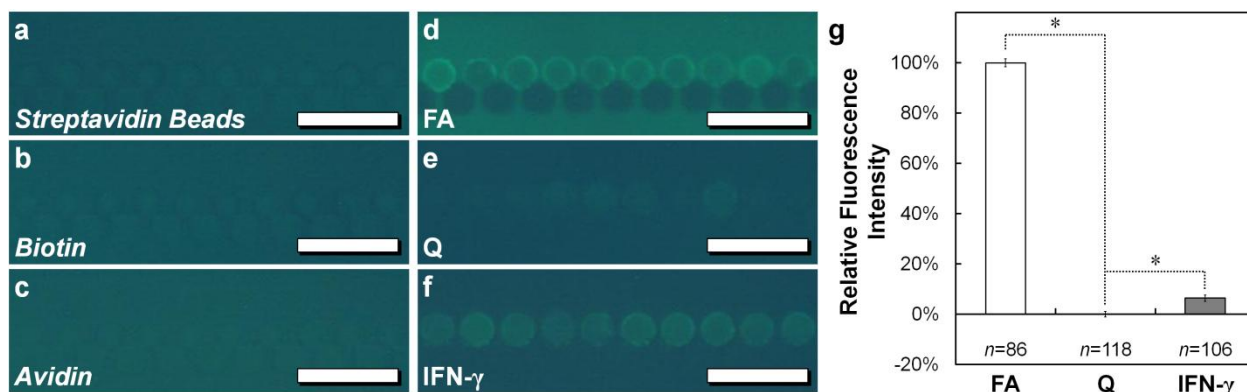 a
Streptavidin Beads
b
Biotin
c
Avidin
d
FA
e
Q
f
IFN-γ
g
Relative Fluorescence
Intensity
100%
80%
60%
40%
20%
0%
-20%
*
*
n=86
n=118
n=106
FA
Q
IFN-γ